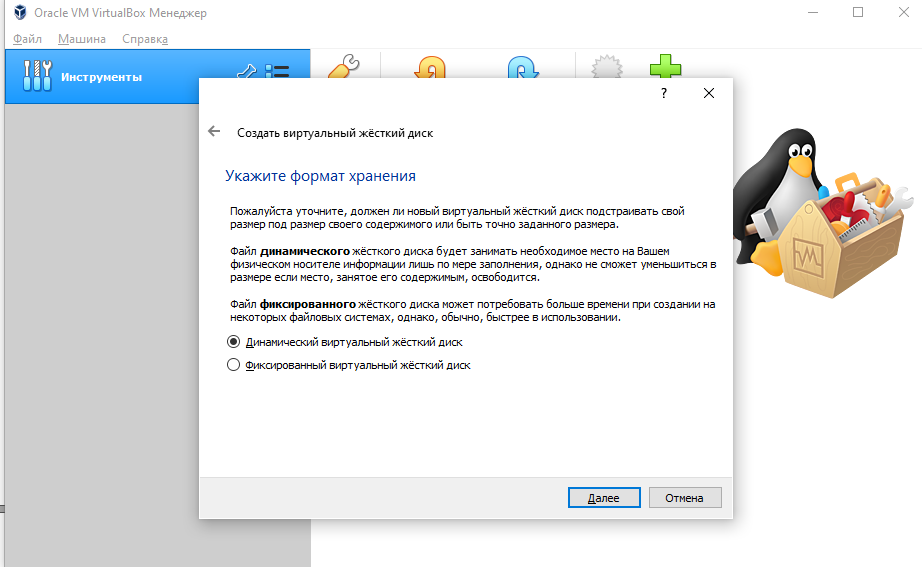 Oracle VM VirtualBox Менеджер
Файл Машина Справка
Инструменты
?
Создать виртуальный жёсткий диск
Укажите формат хранения
Пожалуйста уточните, должен ли новый виртуальный жёсткий диск подстраивать свой
размер под размер своего содержимого или быть точно заданного размера.
Файл динамического жёсткого диска будет занимать необходимое место на Вашем
физическом носителе информации лишь по мере заполнения, однако не сможет уменьшиться в
размере если место, занятое его содержимым, освободится.
Файл фиксированного жёсткого диска может потребовать больше времени при создании на
некоторых файловых системах, однако, обычно, быстрее в использовании.
Динамический виртуальный жёсткий диск
Фиксированный виртуальный жёсткий диск
Далее Отмена